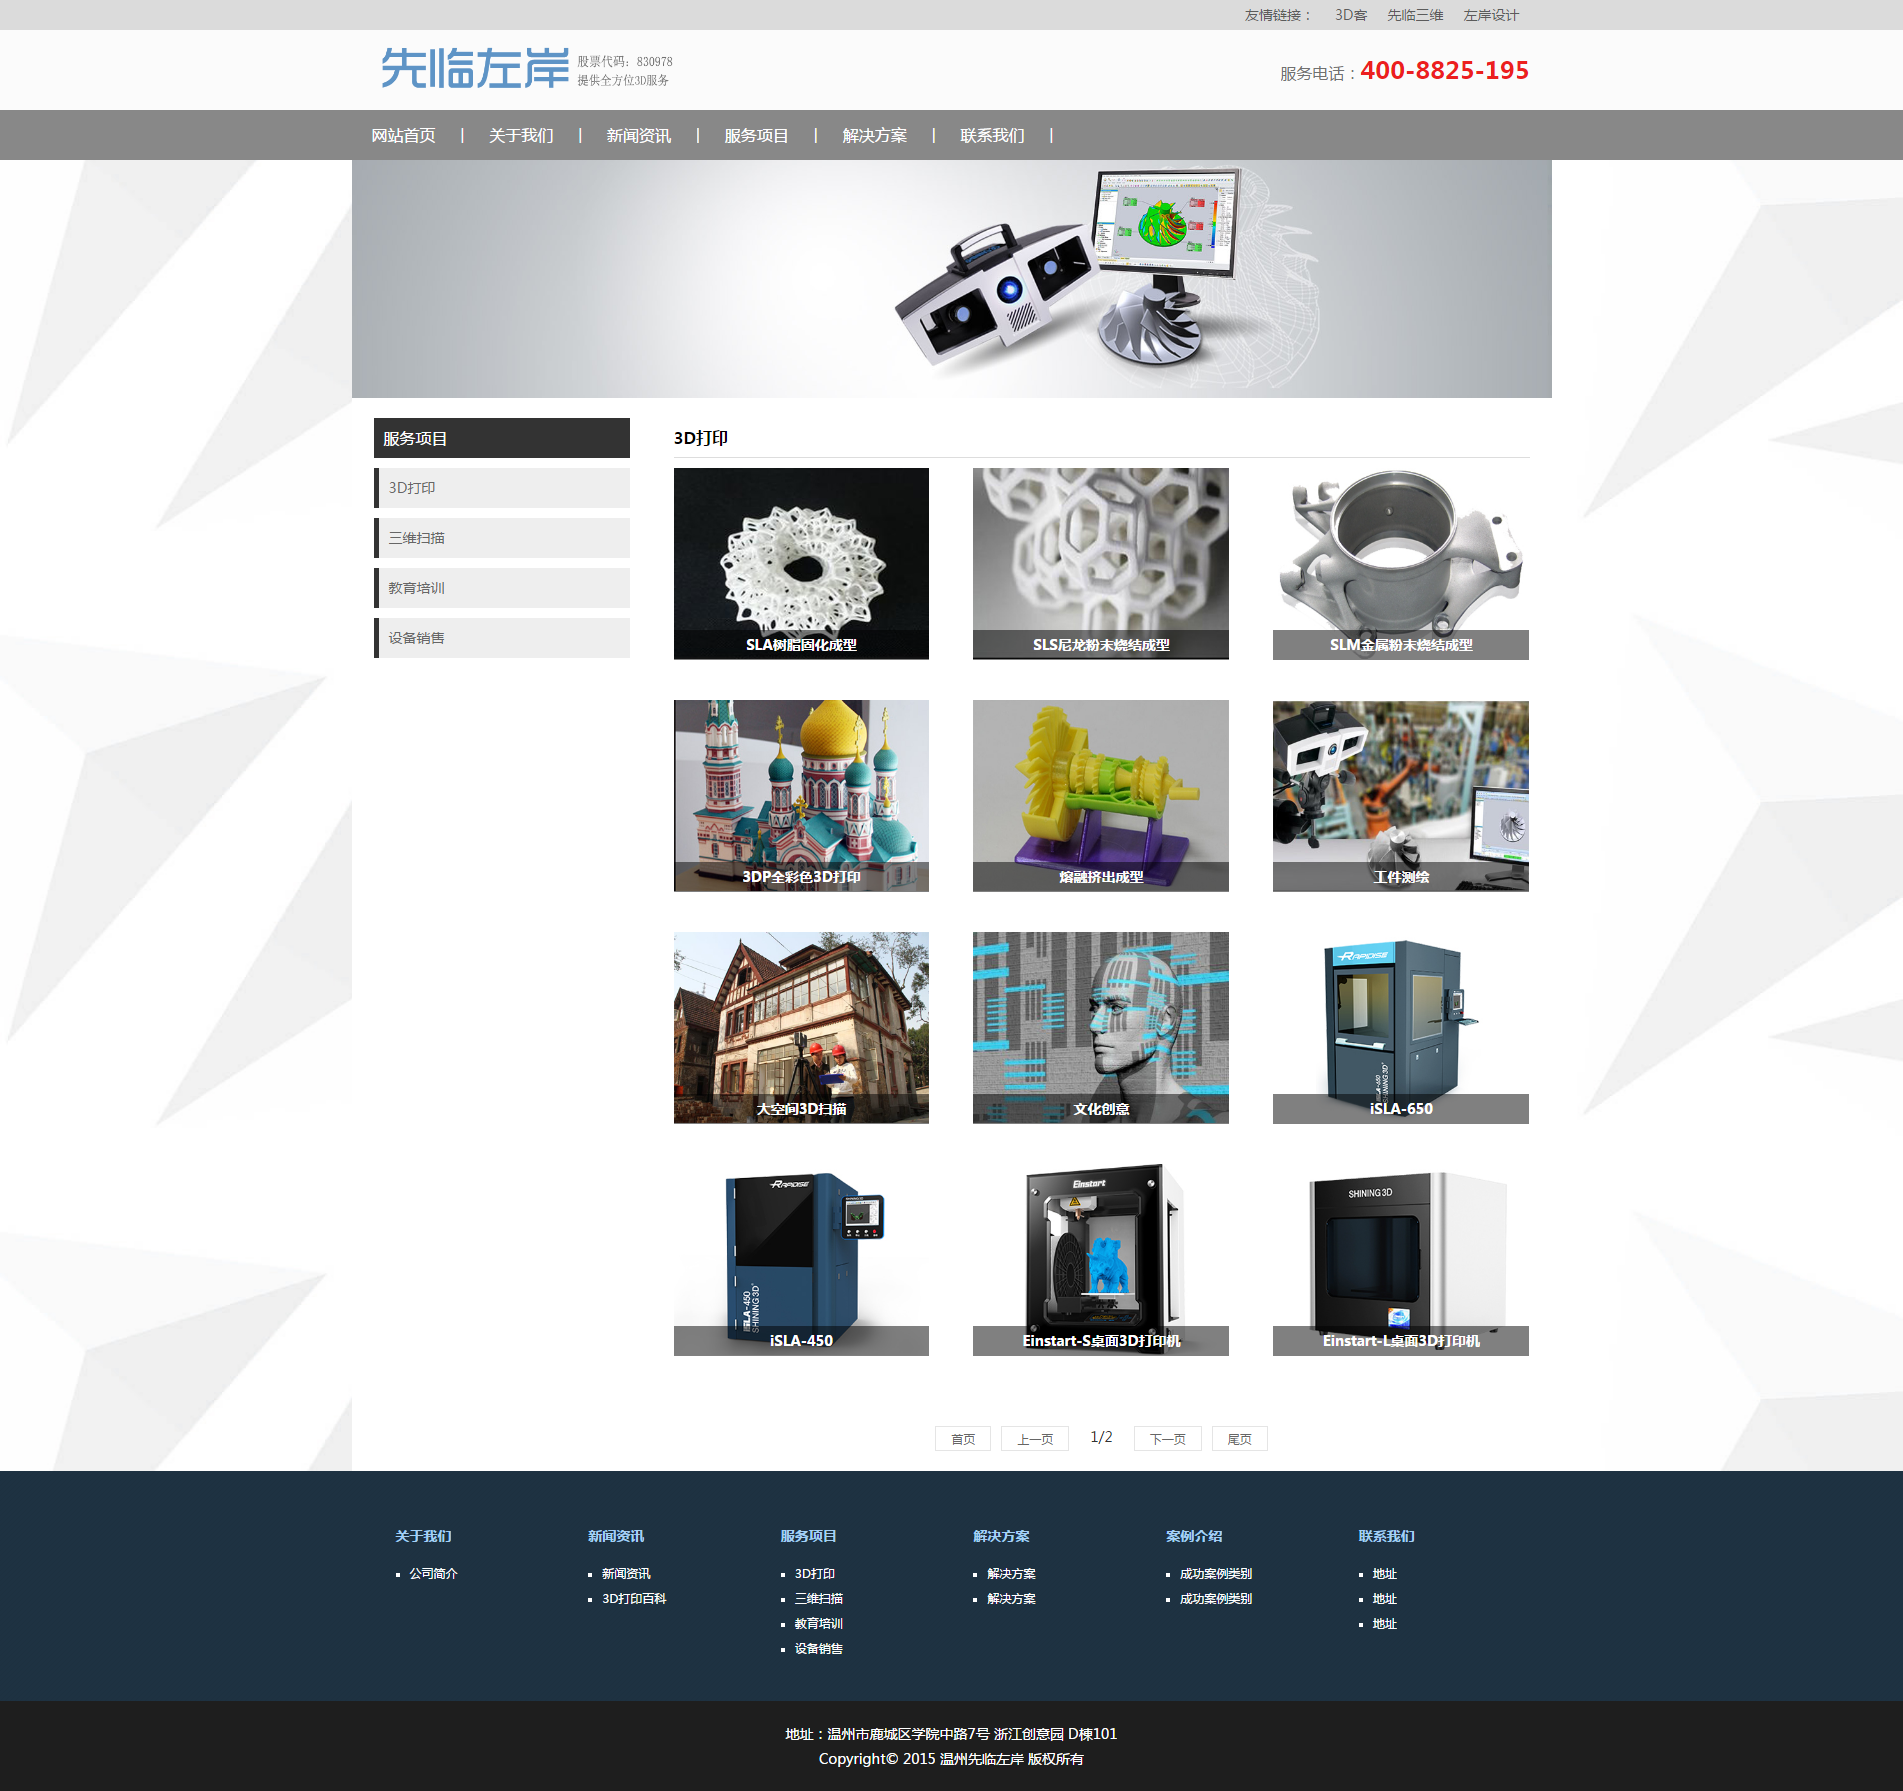 友情链接： 3D客 先临三维 左岸设计
先临左岸
股票代码：830978
提供全方位3D服务
服务电话：400-8825-195
网站首页 | 关于我们 | 新闻资讯 | 服务项目 | 解决方案 | 联系我们 |
服务项目
3D打印
三维扫描
教育培训
设备销售
3D打印
SLA树脂固化成型
SLS尼龙粉末烧结成型
SLM金属粉末烧结成型
3DP全彩色3D打印
熔融挤出成型
工件测绘
大空间3D扫描
文化创意
RAPIDISE
iSLA-450
SHINING 3D
iSLA-650
RAPIDISE
iSLA-450
SHINING 3D
iSLA-450
Einstart
Einstart-S桌面3D打印机
SHINING 3D
Einstart-L桌面3D打印机
首页 上一页 1/2 下一页 尾页
关于我们
公司简介
新闻资讯
新闻资讯
3D打印百科
服务项目
3D打印
三维扫描
教育培训
设备销售
解决方案
解决方案
解决方案
案例介绍
成功案例类别
成功案例类别
联系我们
地址
地址
地址
地址：温州市鹿城区学院中路7号 浙江创意园 D棟101
Copyright© 2015 温州先临左岸 版权所有